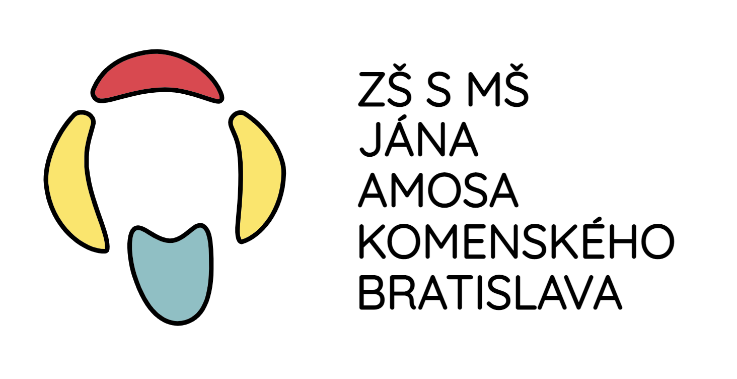 ZŠ S MŠ
JÁNA
AMOSA
KOMENSKÉHO
BRATISLAVA